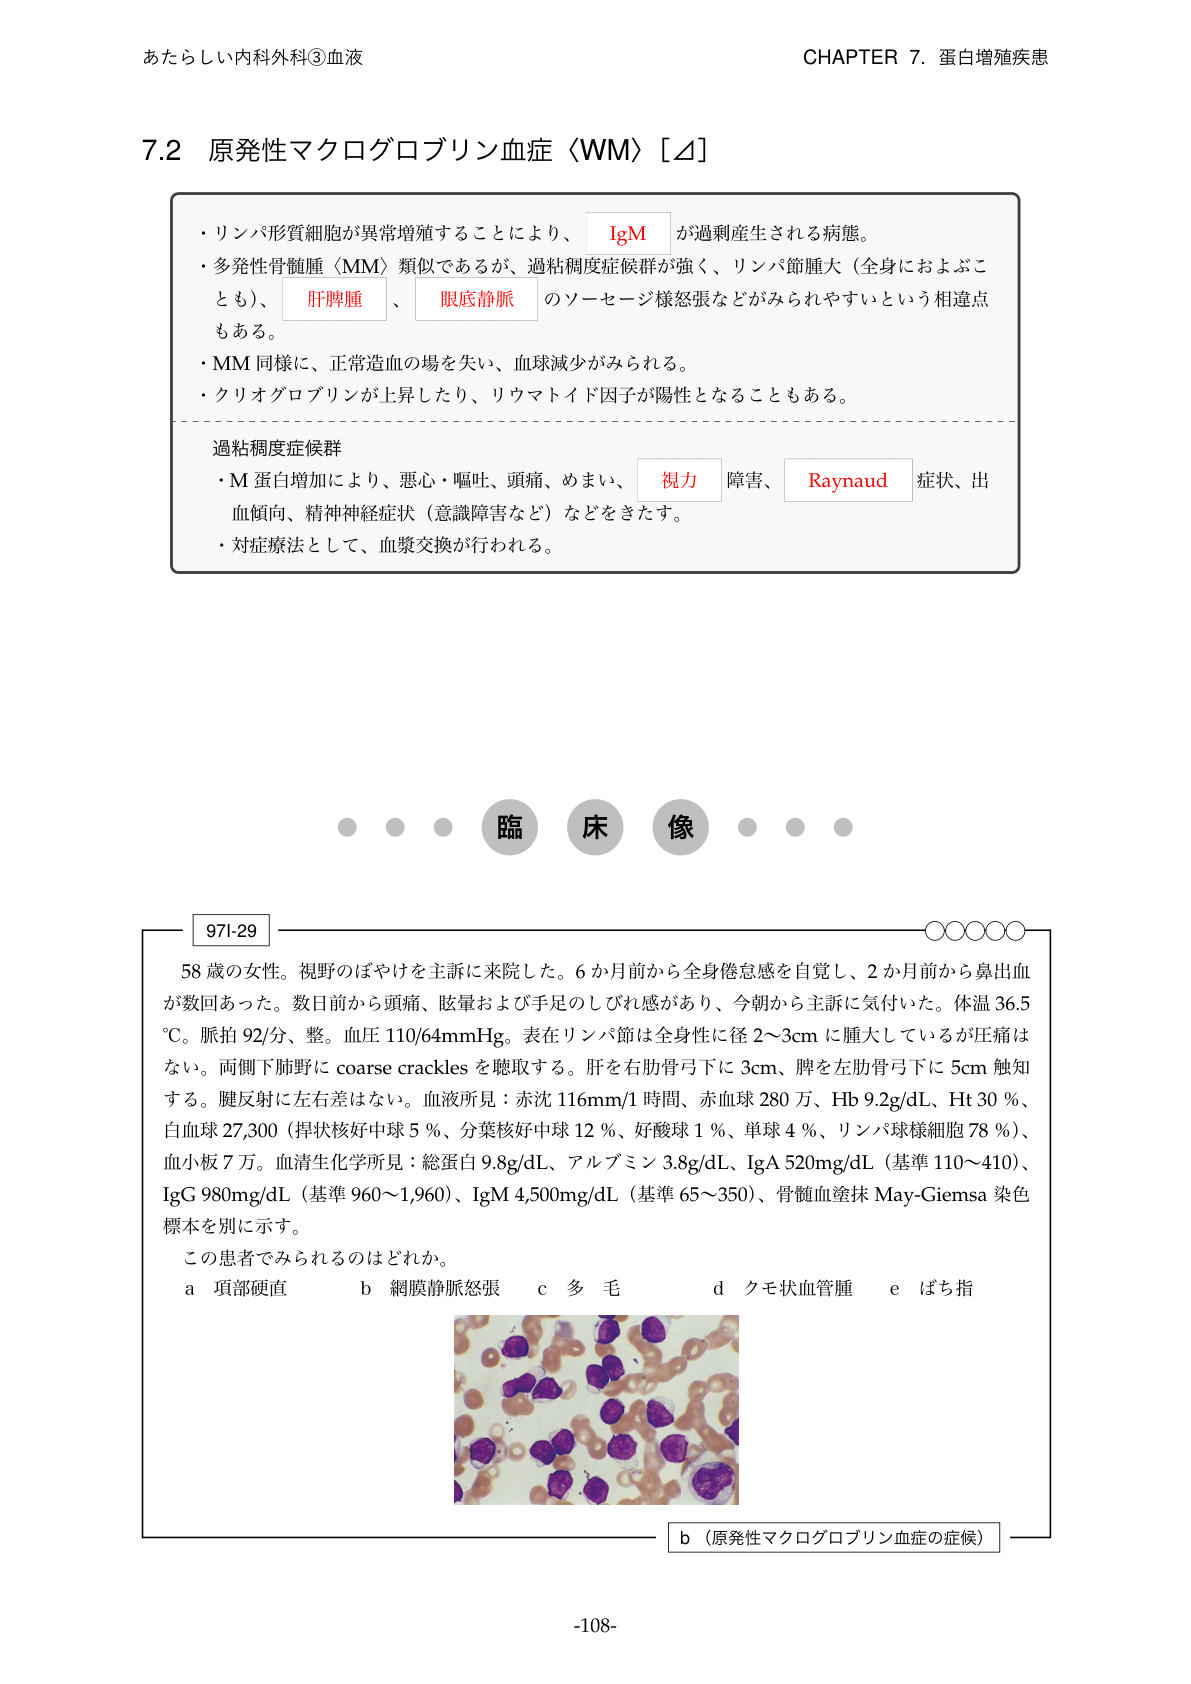 あたらしい内科外科③血液
CHAPTER 7. 蛋白増殖疾患
7.2 原発性マクログロブリン血症〈WM〉[⊿]
・リンパ形質細胞が異常増殖することにより、 IgM が過剰産生される病態。
・多発性骨髄腫〈MM〉類似であるが、過粘稠度症候群が強く、リンパ節腫大（全身におよぶこ
とも）、 肝脾腫 、 眼底静脈 のソーセージ様怒張などがみられやすいという相違点
もある。
・MM 同様に、正常造血の場を失い、血球減少がみられる。
・クリオグロブリンが上昇したり、リウマトイド因子が陽性となることもある。
過粘稠度症候群
・M 蛋白増加により、悪心・嘔吐、頭痛、めまい、 視力 障害、 Raynaud 症状、出
血傾向、精神神経症状（意識障害など）などをきたす。
・対症療法として、血漿交換が行われる。
臨床像
97I-29
58 歳の女性。視野のぼやけを主訴に来院した。6 か月前から全身倦怠感を自覚し、2 か月前から鼻出血
が数回あった。数日前から頭痛、眩暈および手足のしびれ感があり、今朝から主訴に気付いた。体温 36.5
℃。脈拍 92/分、整。血圧 110/64mmHg。表在リンパ節は全身性に径 2〜3cm に腫大しているが圧痛は
ない。両側下肺野に coarse crackles を聴取する。肝を右肋骨弓下に 3cm、脾を左肋骨弓下に 5cm 触知
する。腱反射に左右差はない。血液所見：赤沈 116mm/1 時間、赤血球 280 万、Hb 9.2g/dL、Ht 30 %、
白血球 27,300（捍状核好中球 5 %、分葉核好中球 12 %、好酸球 1 %、単球 4 %、リンパ球様細胞 78 %）、
血小板 7 万。血清生化学所見：総蛋白 9.8g/dL、アルブミン 3.8g/dL、IgA 520mg/dL（基準 110〜410）、
IgG 980mg/dL（基準 960〜1,960）、IgM 4,500mg/dL（基準 65〜350）、骨髄血塗抹 May-Giemsa 染色
標本を別に示す。
この患者でみられるのはどれか。
a 項部硬直 b 網膜静脈怒張 c 多 毛 d クモ状血管腫 e ばち指
b （原発性マクログロブリン血症の症候）
-108-